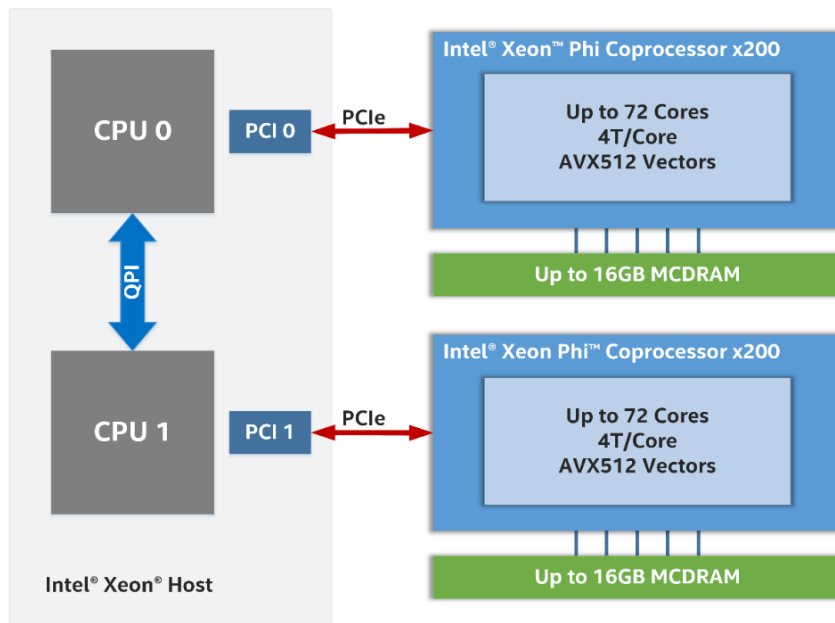 CPU 0
PCI 0
PCIe
Intel® Xeon™ Phi Coprocessor x200
Up to 72 Cores
4T/Core
AVX512 Vectors
Up to 16GB MCDRAM
QPI
CPU 1
PCI 1
PCIe
Intel® Xeon Phi™ Coprocessor x200
Up to 72 Cores
4T/Core
AVX512 Vectors
Up to 16GB MCDRAM
Intel® Xeon® Host